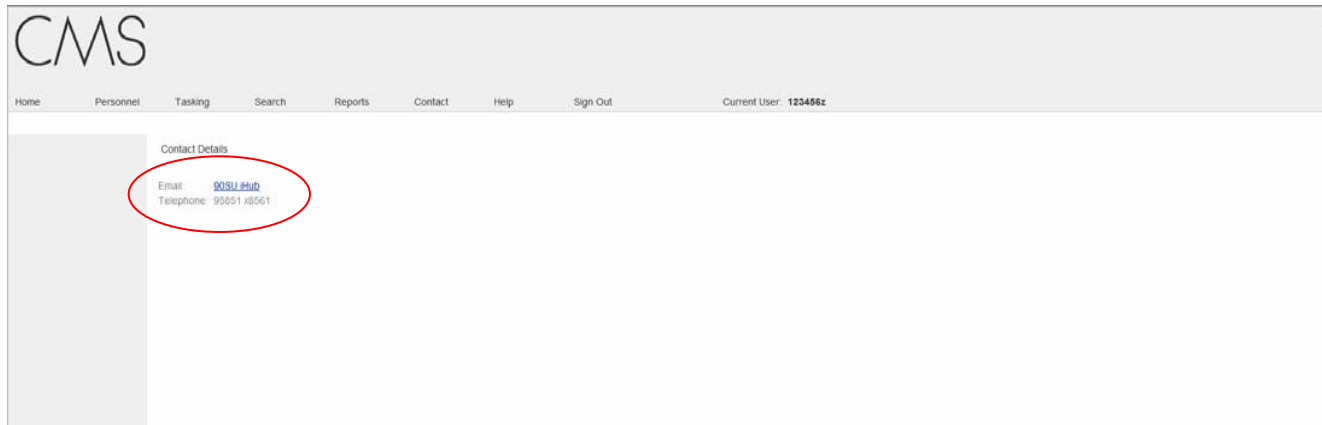 CMS
Home Personnel Tasking Search Reports Contact Help Sign Out Current User: 123456z
Contact Details
Email: 90SU iHub
Telephone: 95851 x8561